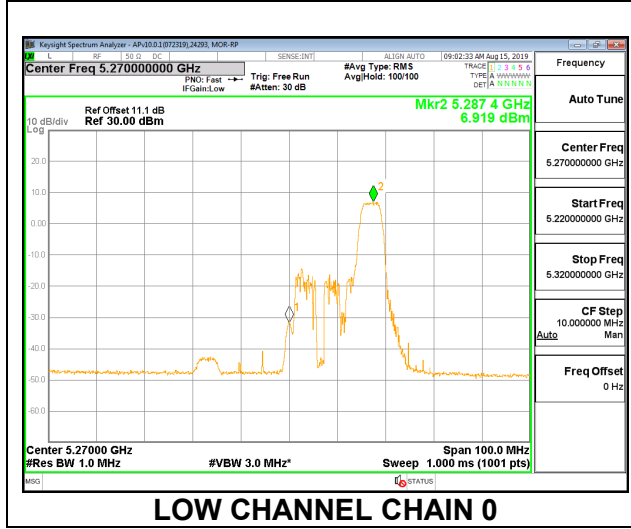 Keysight Spectrum Analyzer - APv10.0.1(072319),24293, MOR-RP
LXI L RF 50 Ω DC SENSE:INT ALIGN AUTO 09:02:33 AM Aug 15, 2019
Center Freq 5.270000000 GHz
PNO: Fast
IFGain:Low
Trig: Free Run
#Atten: 30 dB
#Avg Type: RMS
Avg|Hold: 100/100
TRACE 1 2 3 4 5 6
TYPE A WWWWW
DET A N N N N N
Frequency
Auto Tune
Center Freq
5.270000000 GHz
Start Freq
5.220000000 GHz
Stop Freq
5.320000000 GHz
CF Step
10.000000 MHz
Auto Man
Freq Offset
0 Hz
Mkr2 5.287 4 GHz
6.919 dBm
Ref Offset 11.1 dB
10 dB/div Ref 30.00 dBm
Log
20.0
10.0
0.00
-10.0
-20.0
-30.0
-40.0
-50.0
-60.0
2
1
Center 5.27000 GHz Span 100.0 MHz
#Res BW 1.0 MHz #VBW 3.0 MHz* Sweep 1.000 ms (1001 pts)
MSG STATUS
LOW CHANNEL CHAIN 0